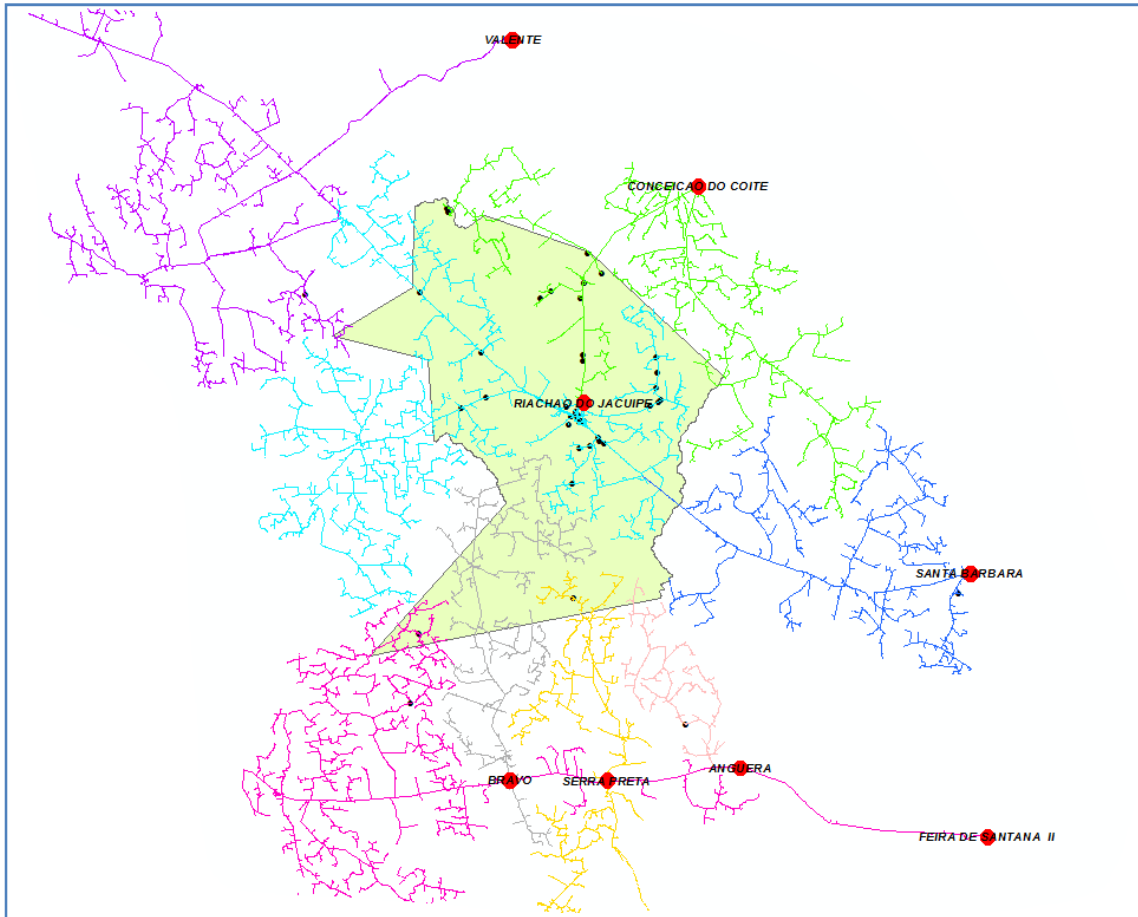 VALENTE
CONCEICAO DO COITE
RIACHAO DO JACUIPE
SANTA BARBARA
ANGUERA
BRAVO
SERRA PRETA
FEIRA DE SANTANA II